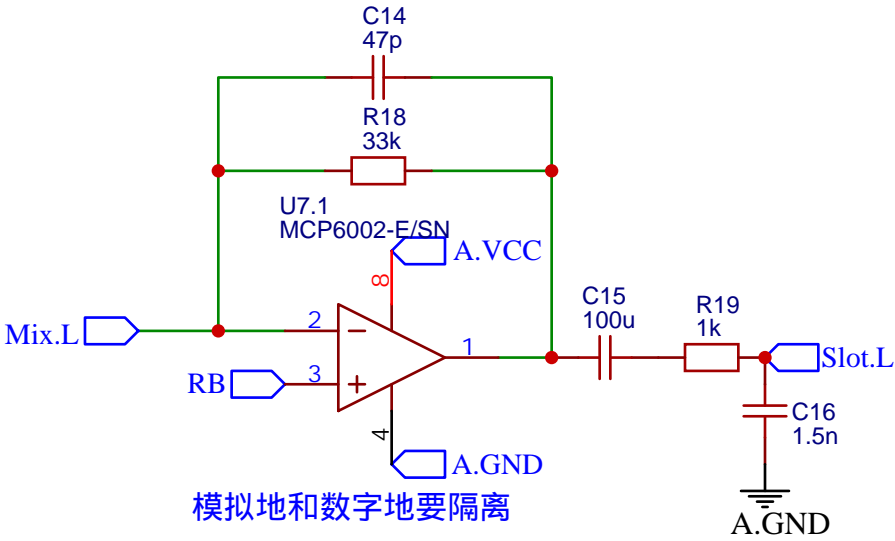 C14
47p
R18
33k
U7.1
MCP6002-E/SN
A.VCC
8
Mix.L
2
1
RB
3
4
A.GND
C15
100u
R19
1k
Slot.L
C16
1.5n
A.GND
模拟地和数字地要隔离